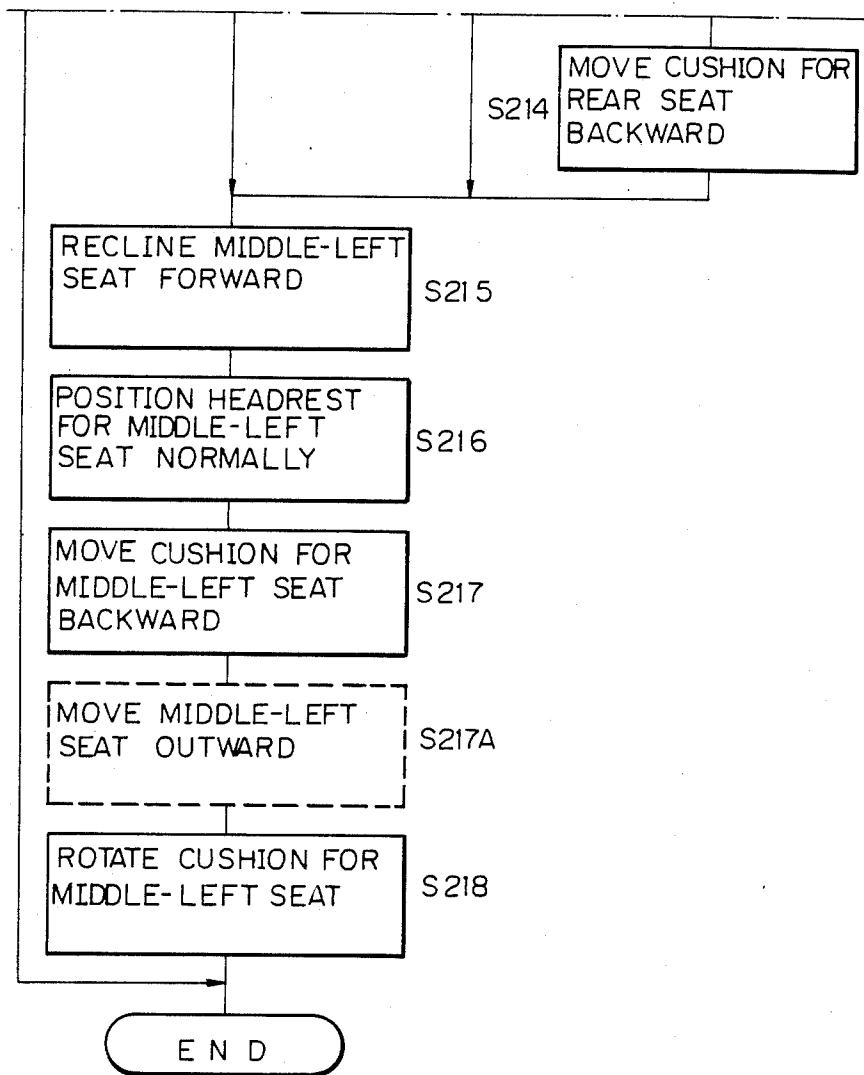 MOVE CUSHION FOR
REAR SEAT
BACKWARD
S214
RECLINE MIDDLE-LEFT
SEAT FORWARD
S215
POSITION HEADREST
FOR MIDDLE-LEFT
SEAT NORMALLY
S216
MOVE CUSHION FOR
MIDDLE-LEFT SEAT
BACKWARD
S217
MOVE MIDDLE-LEFT
SEAT OUTWARD
S217A
ROTATE CUSHION FOR
MIDDLE-LEFT SEAT
S218
END